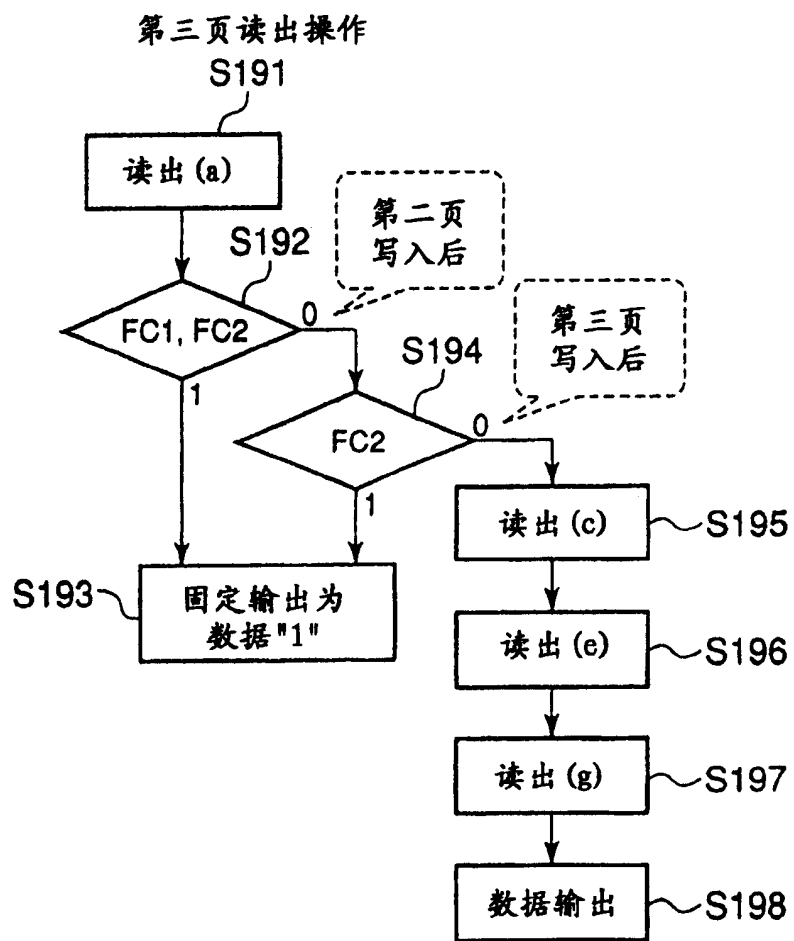 第三页读出操作
S191
读出(a)
S192
第二页
写入后
FC1, FC2
0
1
S194
第三页
写入后
FC2
0
1
读出(c)
S195
S193
固定输出为
数据"1"
读出(e)
S196
读出(g)
S197
数据输出
S198